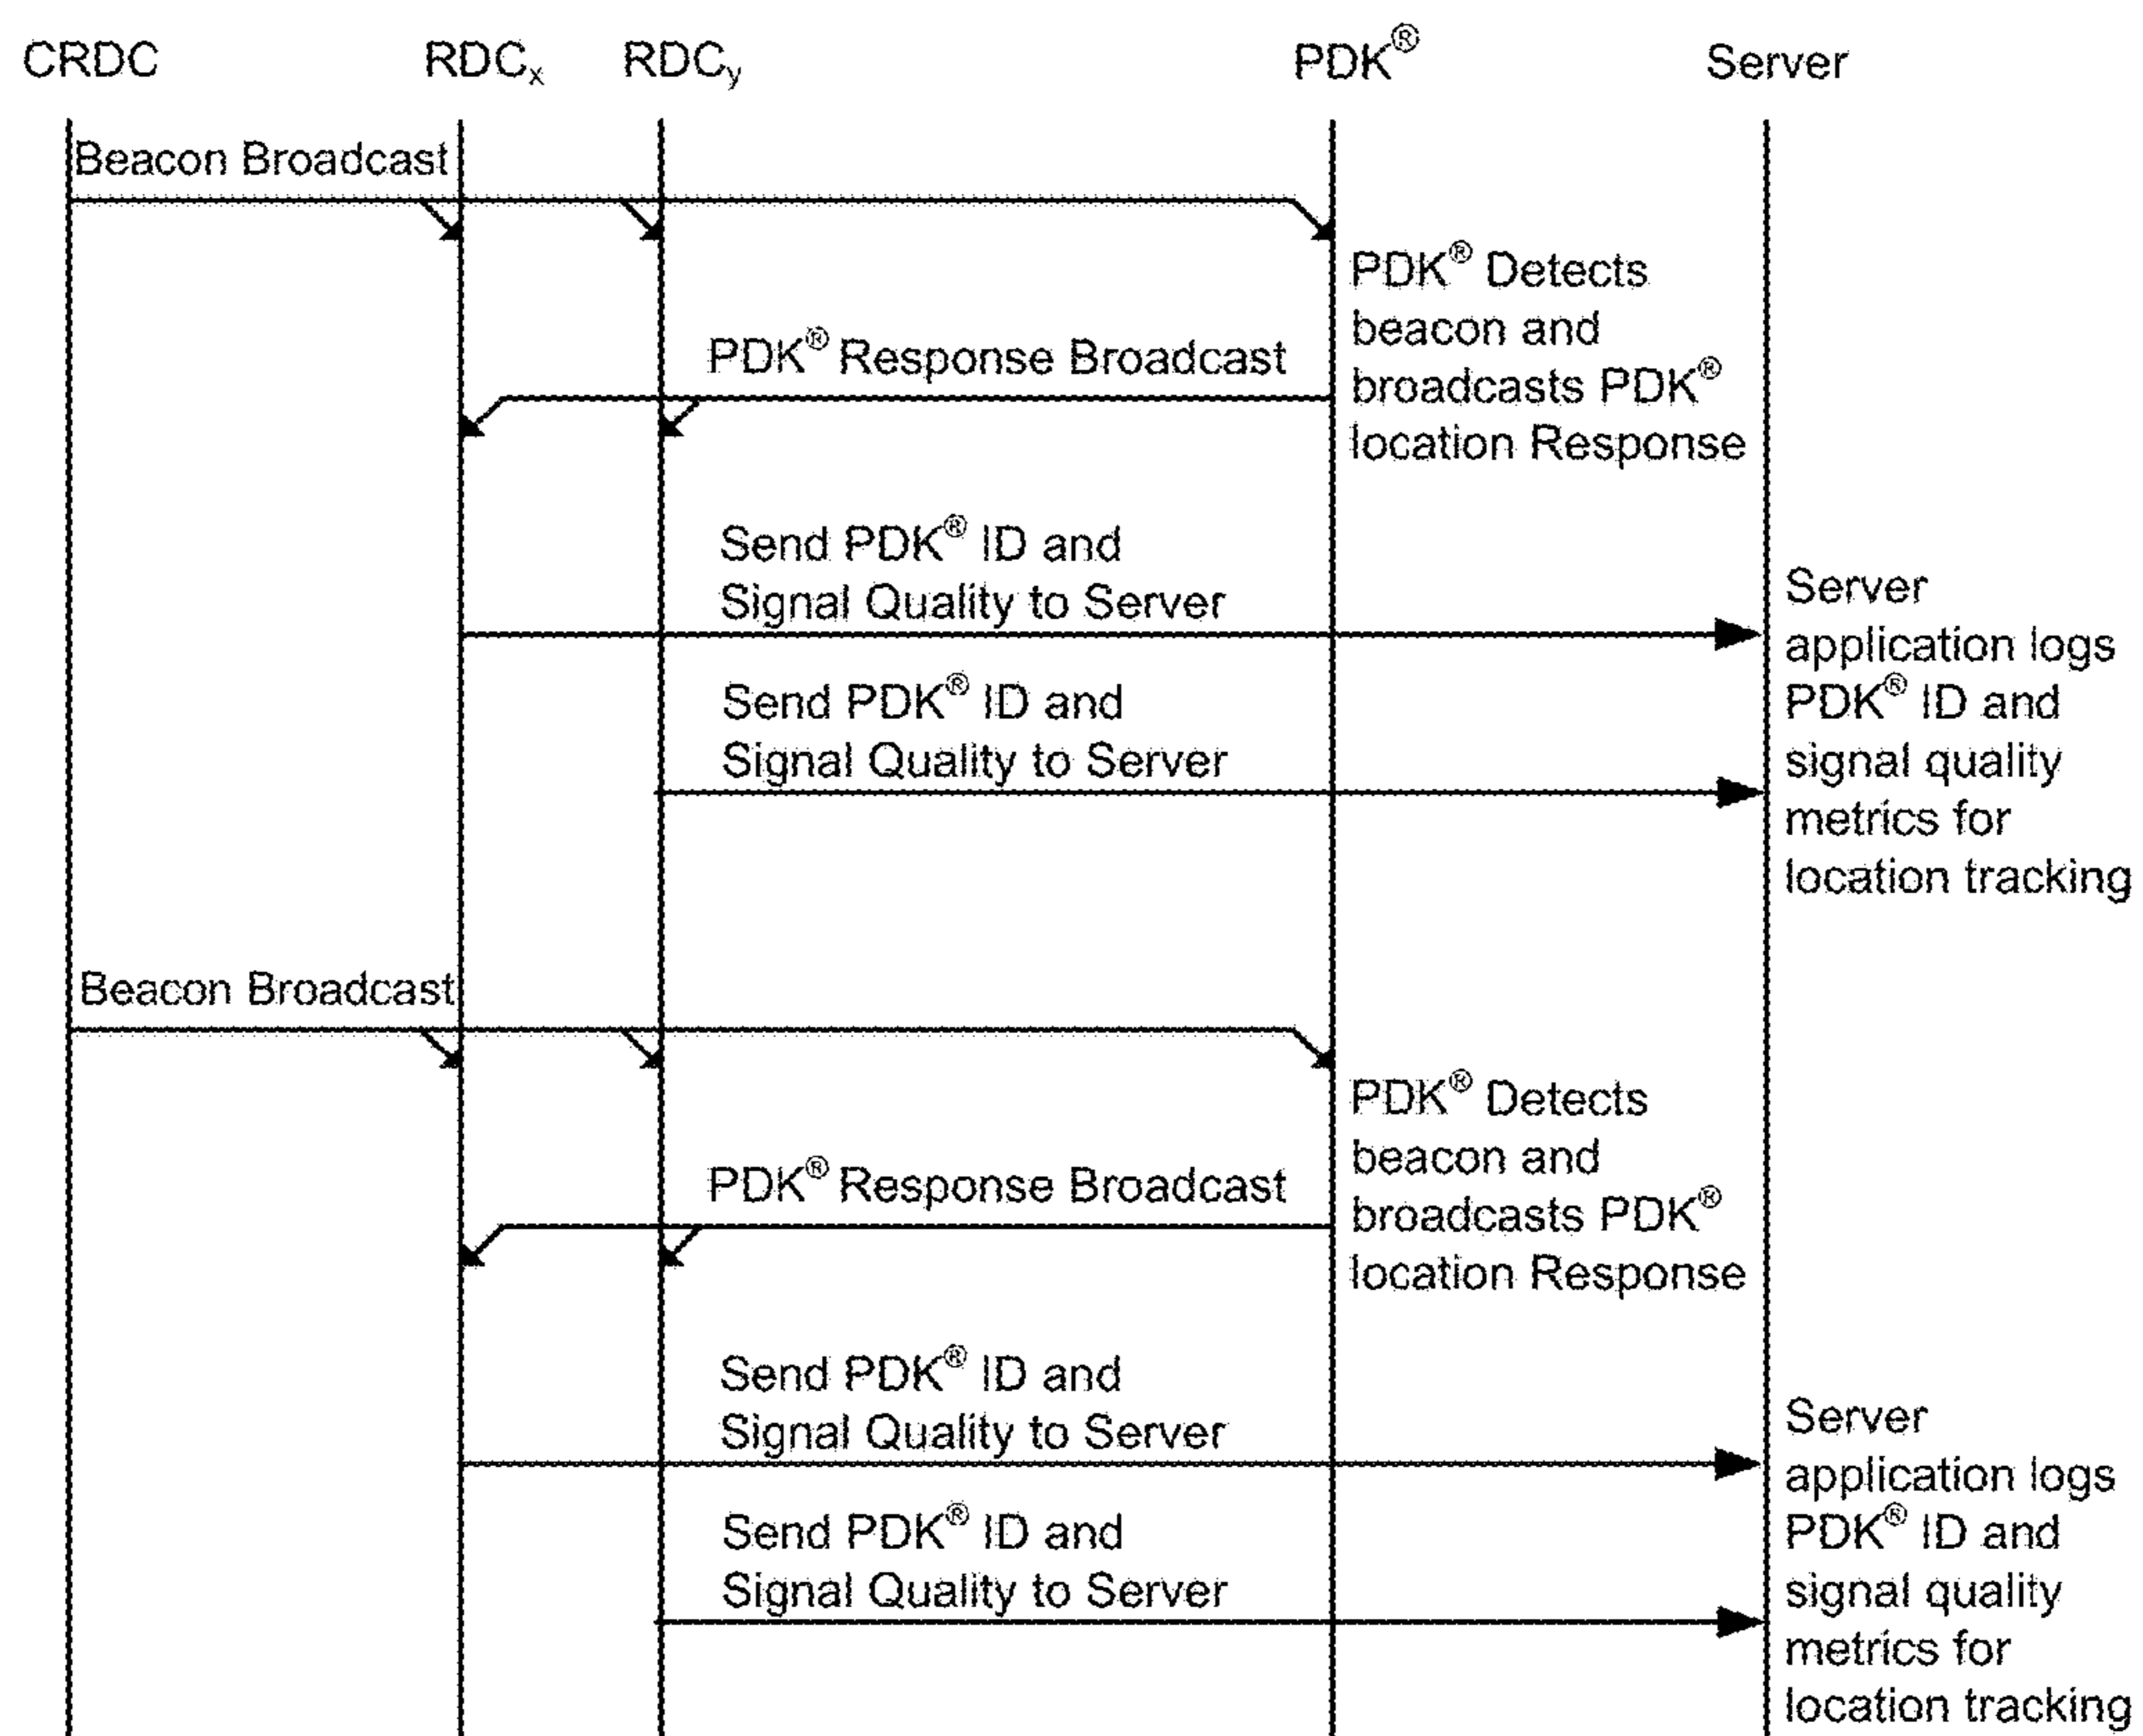 CRDC RDCx RDCy PDK® Server
Beacon Broadcast
PDK® Detects
beacon and
broadcasts PDK®
location Response
PDK® Response Broadcast
Send PDK® ID and
Signal Quality to Server
Send PDK® ID and
Signal Quality to Server
Server
application logs
PDK® ID and
signal quality
metrics for
location tracking
Beacon Broadcast
PDK® Detects
beacon and
broadcasts PDK®
location Response
PDK® Response Broadcast
Send PDK® ID and
Signal Quality to Server
Send PDK® ID and
Signal Quality to Server
Server
application logs
PDK® ID and
signal quality
metrics for
location tracking